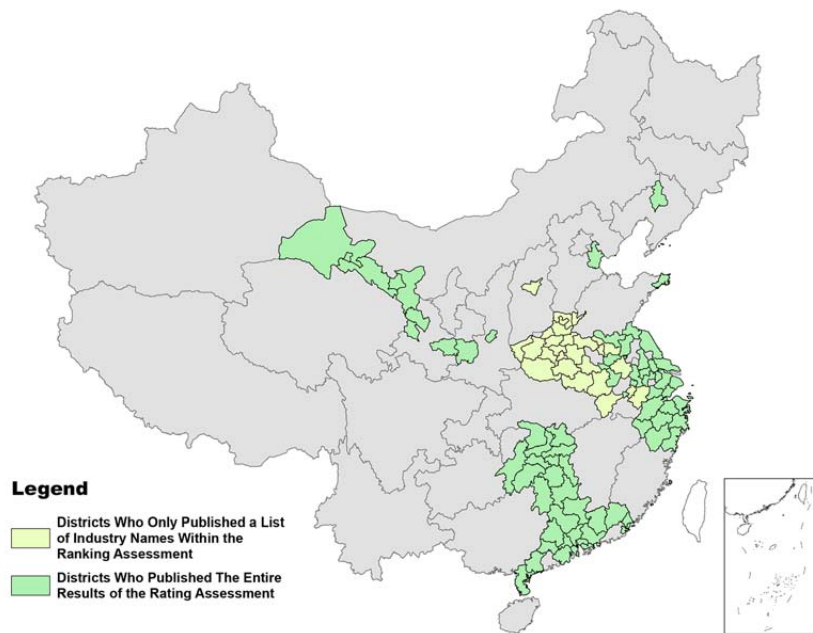 Legend
Districts Who Only Published a List
of Industry Names Within the
Ranking Assessment
Districts Who Published The Entire
Results of the Rating Assessment